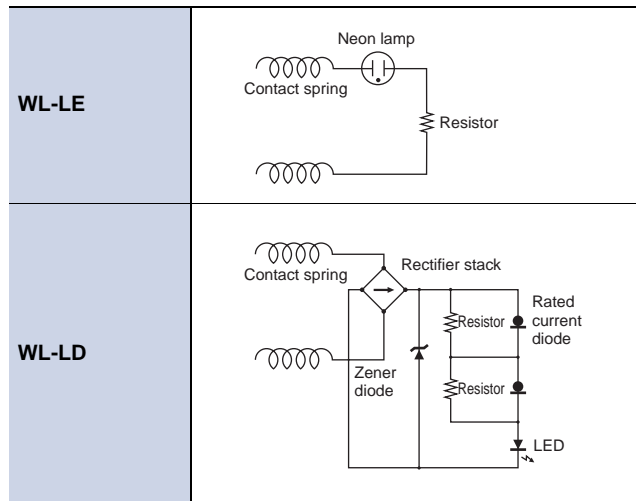 WL-LE
Neon lamp
Contact spring
Resistor
WL-LD
Contact spring
Rectifier stack
Resistor
Rated
current
diode
Zener
diode
Resistor
LED